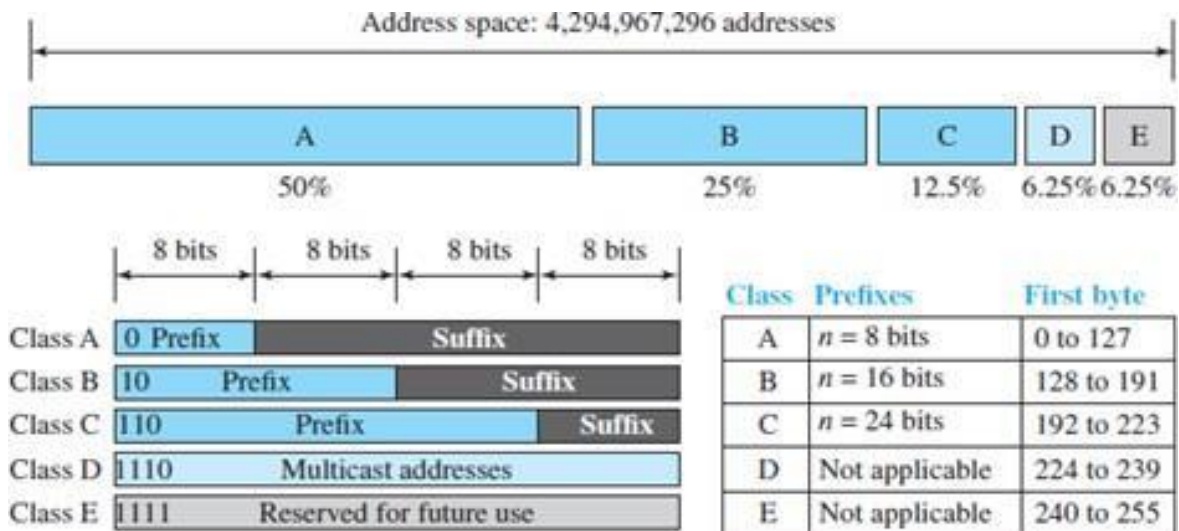 Address space: 4,294,967,296 addresses
A B C D E
50% 25% 12.5% 6.25% 6.25%
8 bits 8 bits 8 bits 8 bits
Class A 0 Prefix Suffix
Class B 10 Prefix Suffix
Class C 110 Prefix Suffix
Class D 1110 Multicast addresses
Class E 1111 Reserved for future use
Class Prefixes First byte
A n = 8 bits 0 to 127
B n = 16 bits 128 to 191
C n = 24 bits 192 to 223
D Not applicable 224 to 239
E Not applicable 240 to 255